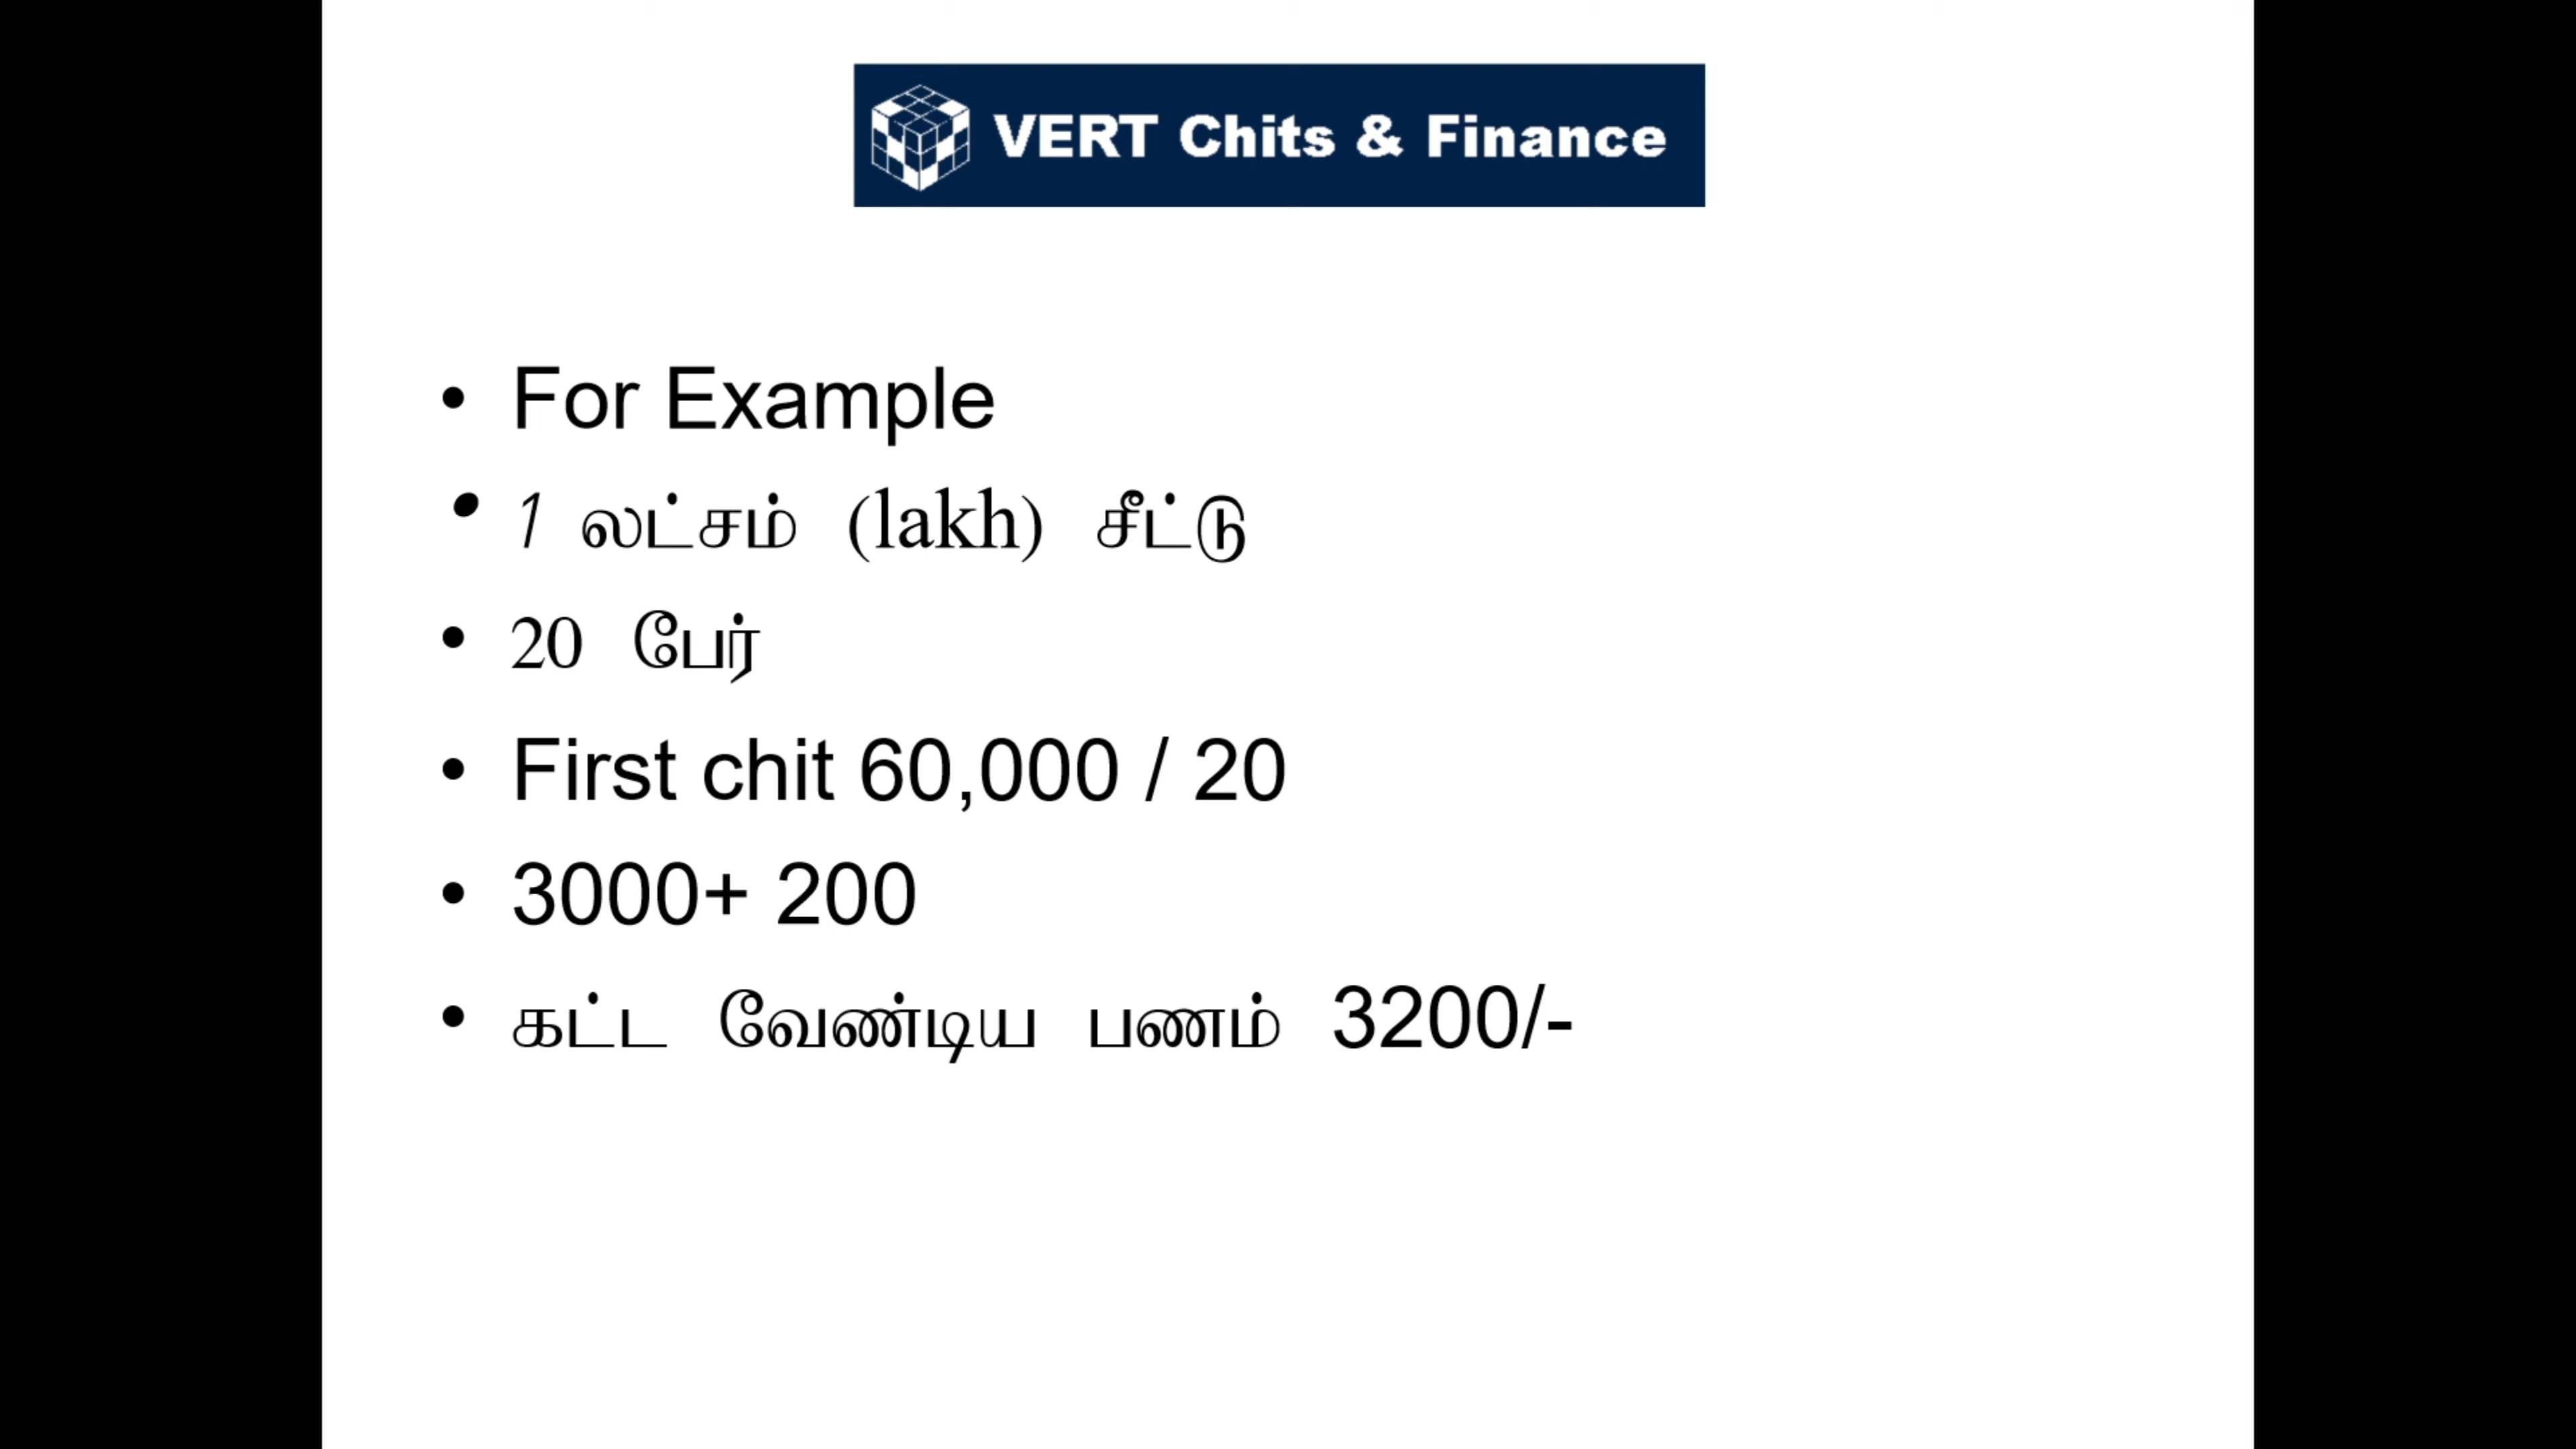 VERT Chits & Finance
• For Example
• 1 லட்சம் (lakh) சீட்டு
• 20 பேர்
• First chit 60,000 / 20
• 3000+ 200
• கட்ட வேண்டிய பணம் 3200/-